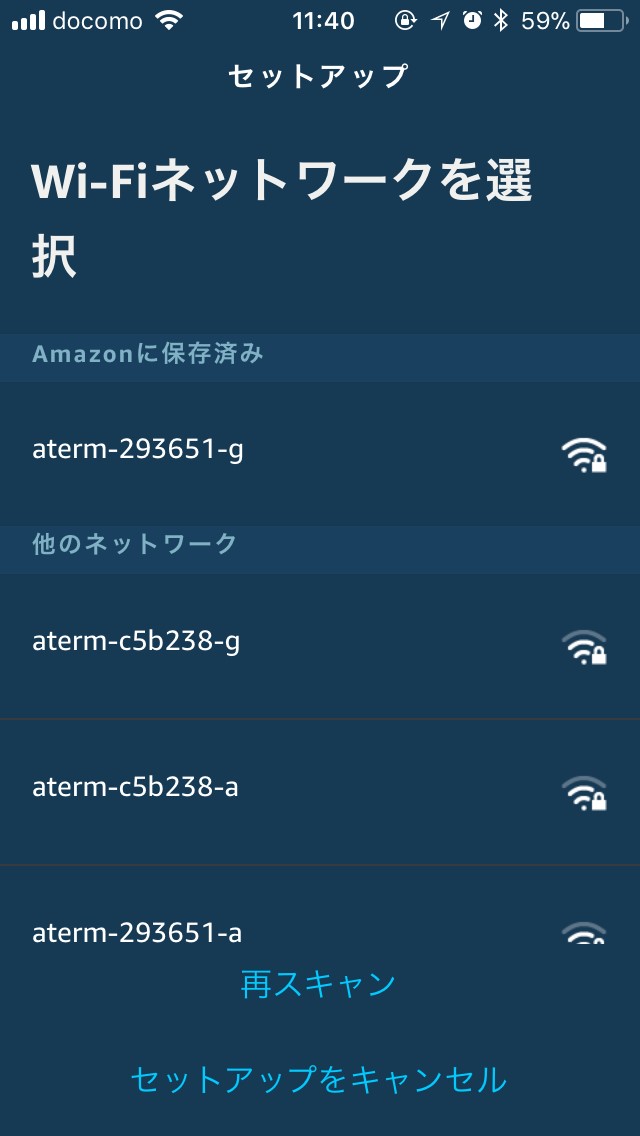 docomo 11:40 59%
セットアップ
Wi-Fiネットワークを選
択
Amazonに保存済み
aterm-293651-g
他のネットワーク
aterm-c5b238-g
aterm-c5b238-a
aterm-293651-a
再スキャン
セットアップをキャンセル